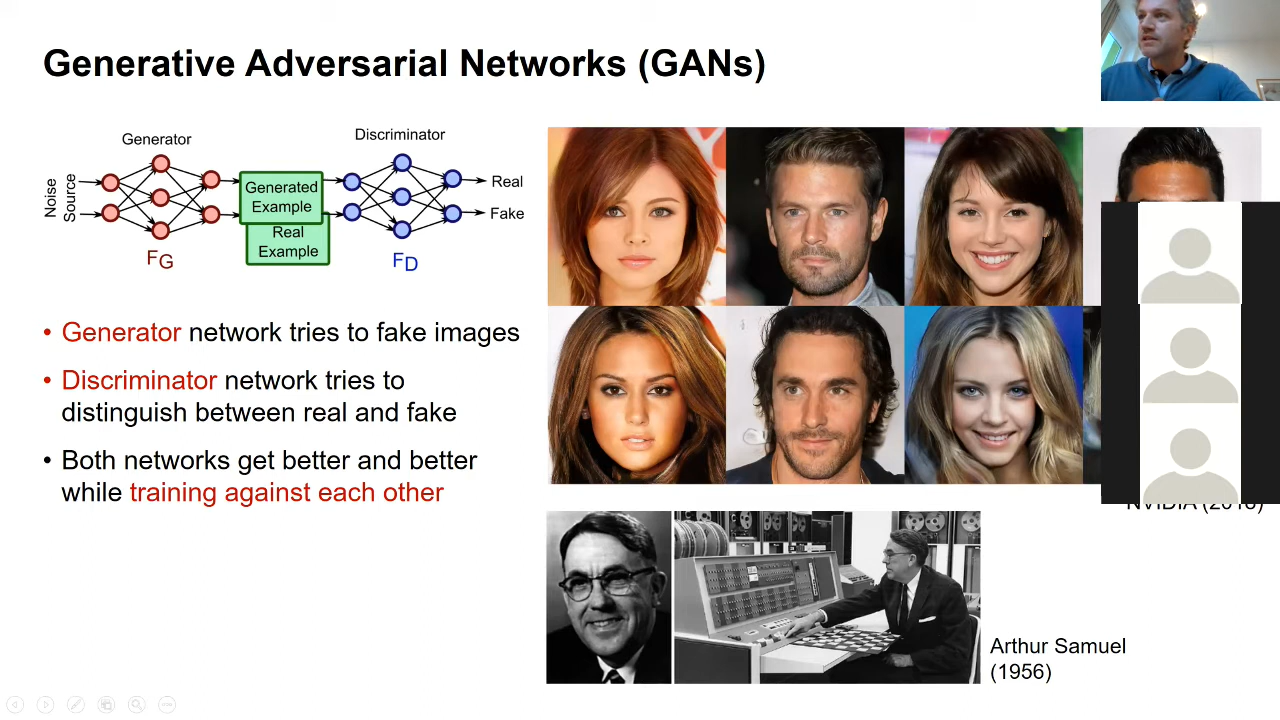 Generative Adversarial Networks (GANs)
Generator
Discriminator
Noise
Source
Generated
Example
Real
Example
Real
Fake
FG
FD
• Generator network tries to fake images
• Discriminator network tries to
distinguish between real and fake
• Both networks get better and better
while training against each other
NVIDIA (2018)
Arthur Samuel
(1956)